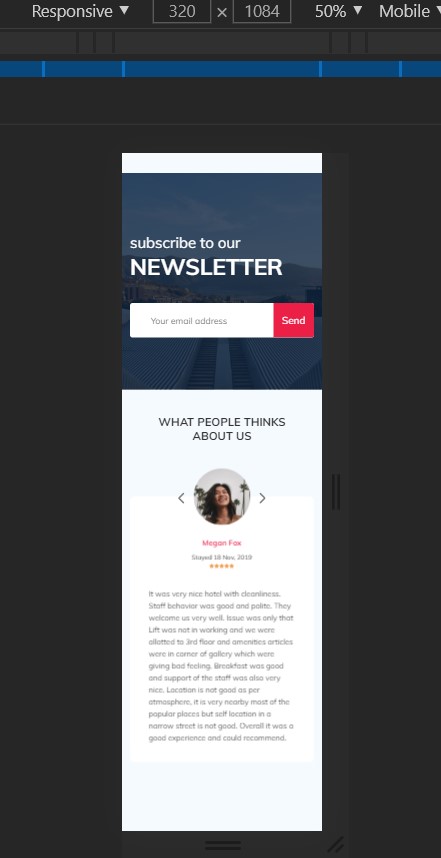 Responsive 320 × 1084 50% Mobile
subscribe to our
NEWSLETTER
Your email address Send
WHAT PEOPLE THINKS
ABOUT US
Megan Fox
Stayed 18 Nov, 2019
It was very nice hotel with cleanliness.
Staff behavior was good and polite. They
welcome us very well. Issue was only that
Lift was not in working and we were
allotted to 3rd floor and amenities articles
were in corner of gallery which were
giving bad feeling. Breakfast was good
and support of the staff was also very
nice. Location is not good as per
atmosphere, it is very nearby most of the
popular places but self location in a
narrow street is not good. Overall it was a
good experience and could recommend.